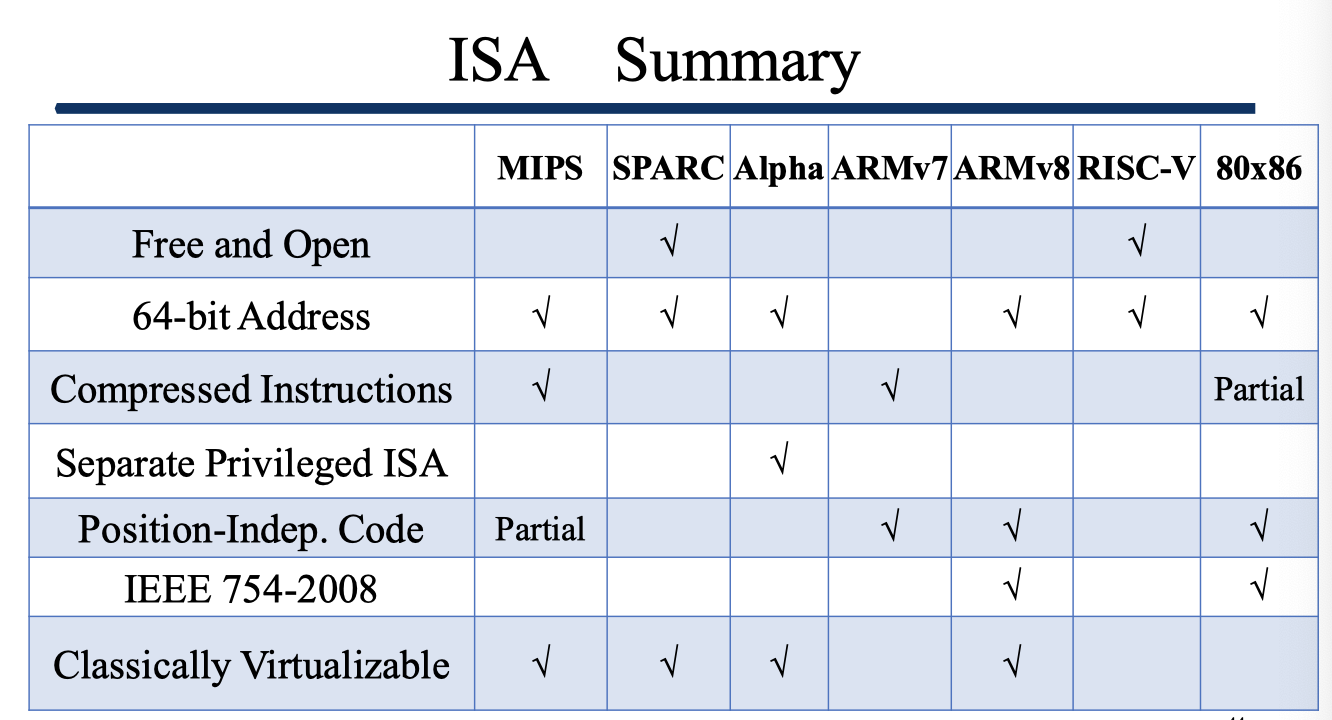 ISA Summary
MIPS SPARC Alpha ARMv7 ARMv8 RISC-V 80x86
Free and Open √ √
64-bit Address √ √ √ √ √ √
Compressed Instructions √ √ Partial
Separate Privileged ISA √
Position-Indep. Code Partial √ √ √
IEEE 754-2008 √ √
Classically Virtualizable √ √ √ √